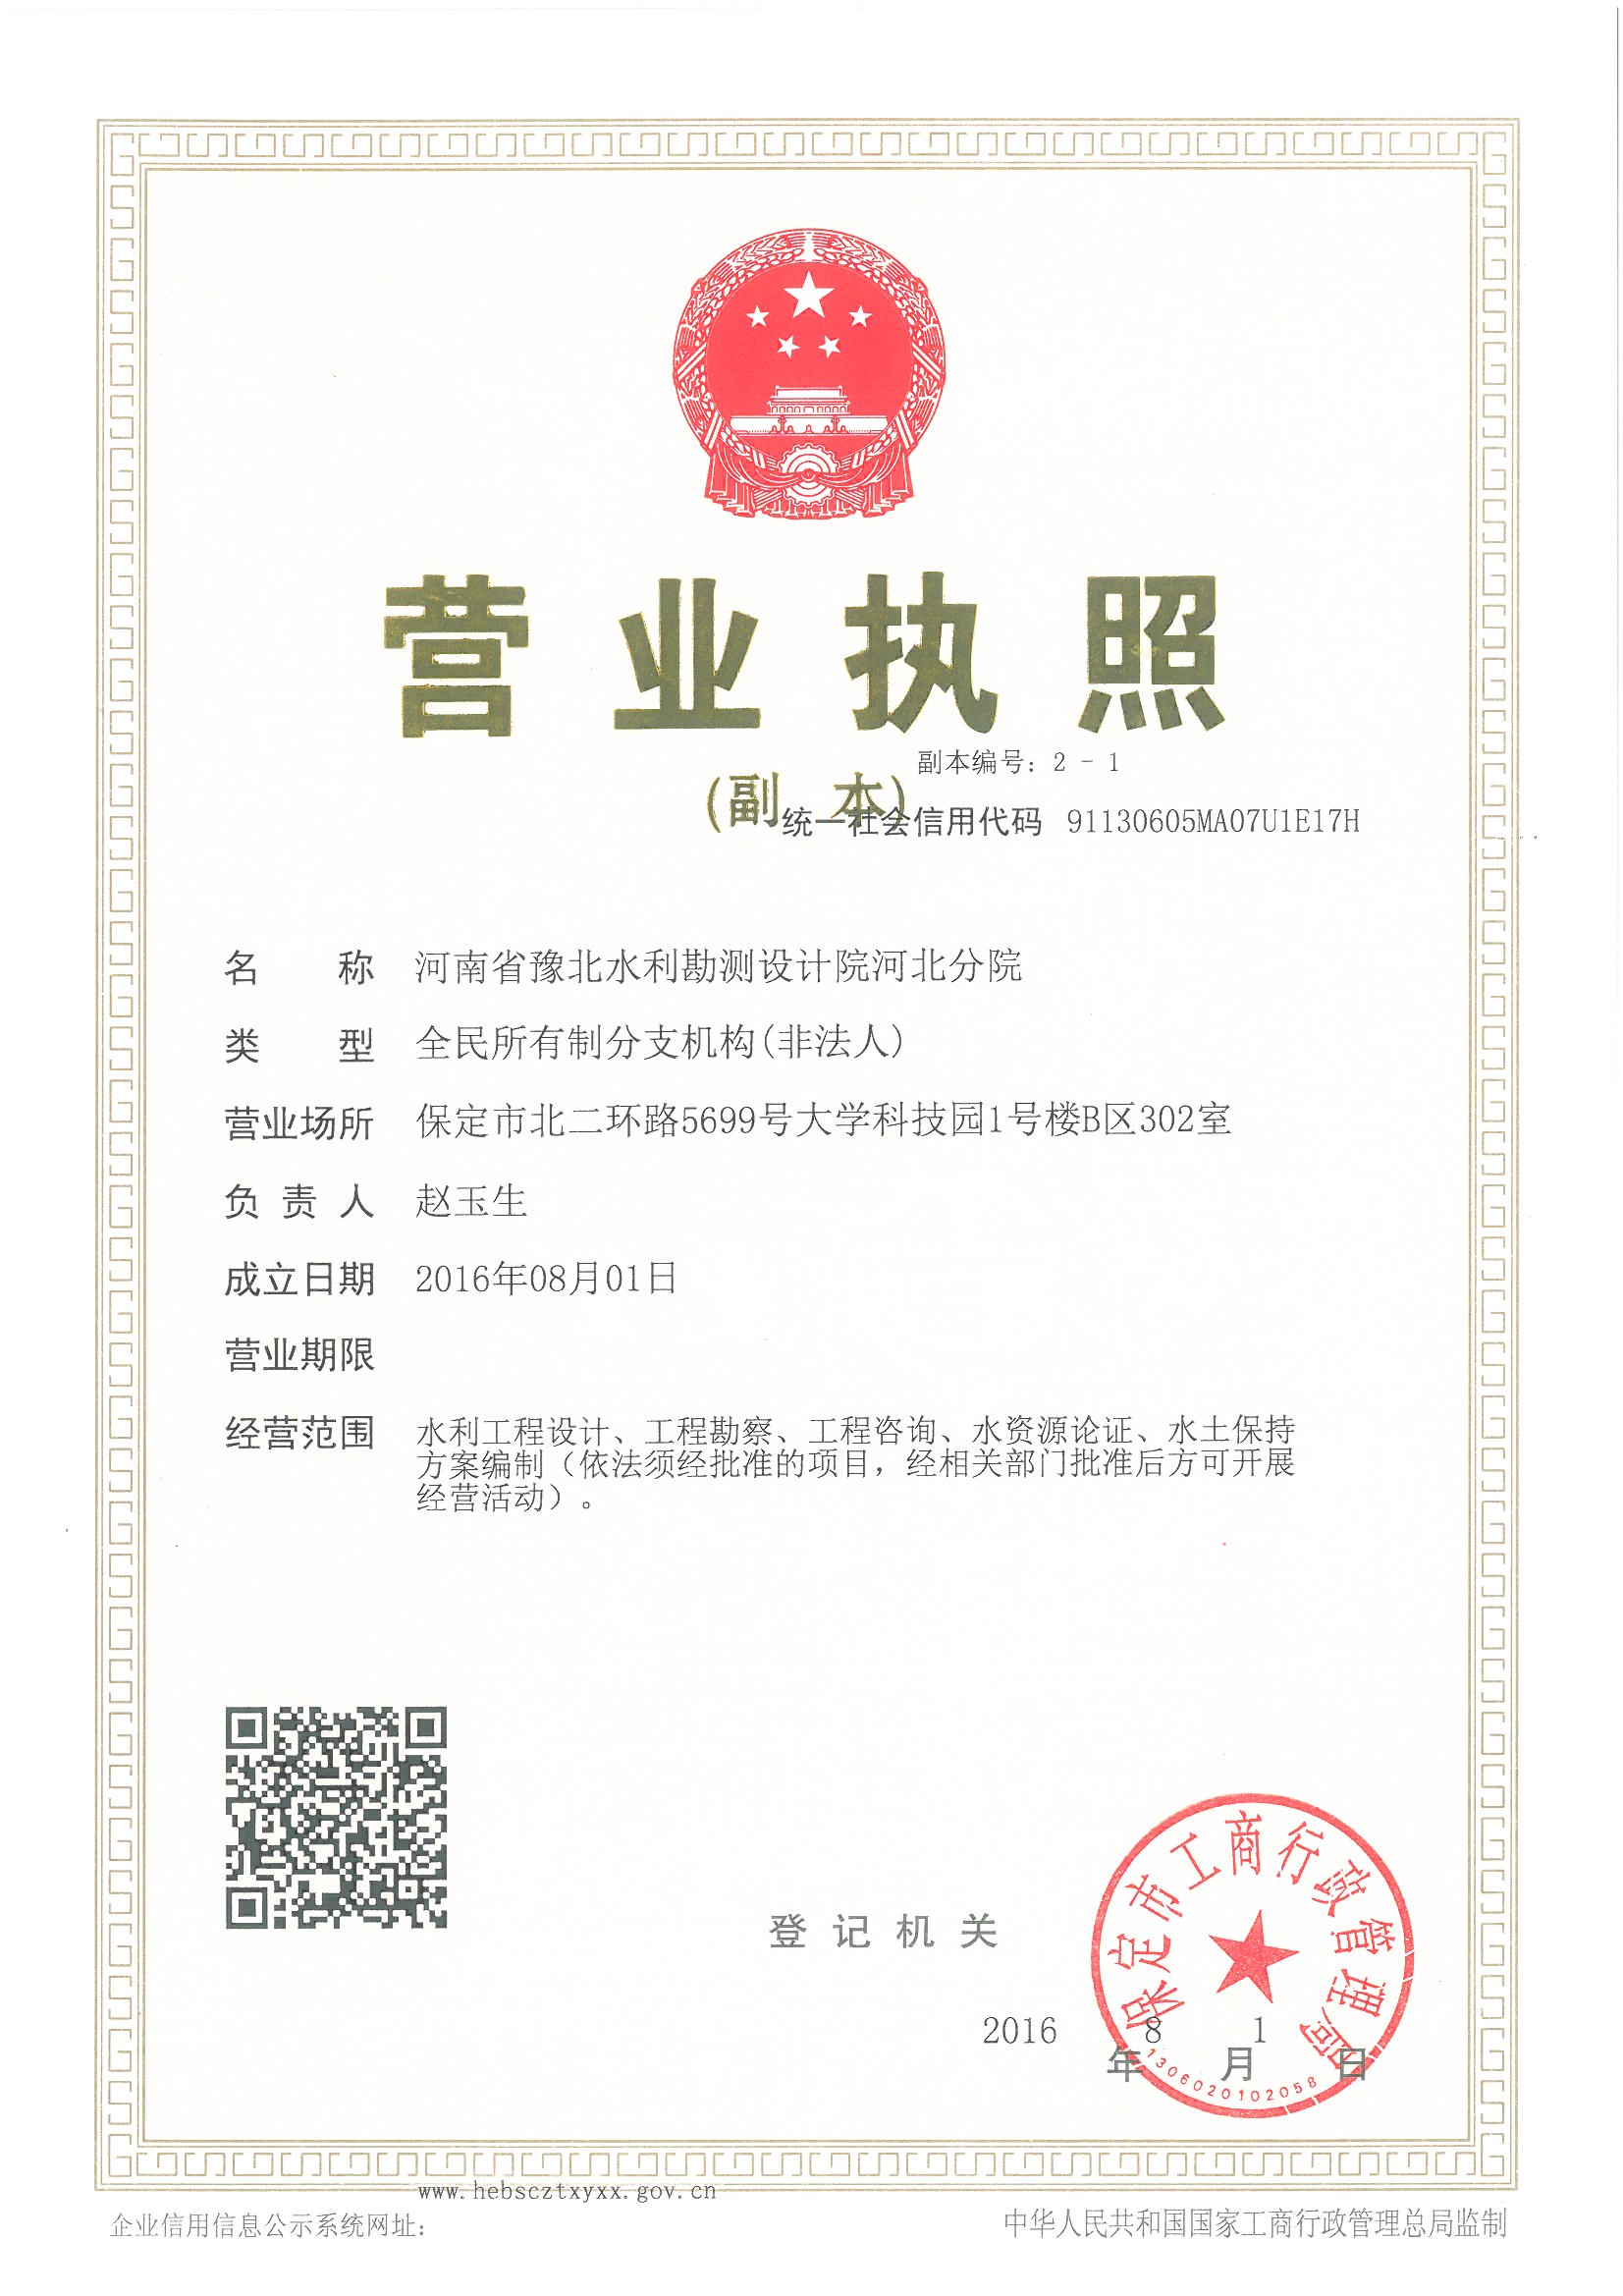 营业执照
副本编号：2 - 1
(副 本)
统一社会信用代码 91130605MA07U1E17H
名 称 河南省豫北水利勘测设计院河北分院
类 型 全民所有制分支机构(非法人)
营业场所 保定市北二环路5699号大学科技园1号楼B区302室
负 责 人 赵玉生
成立日期 2016年08月01日
营业期限
经营范围 水利工程设计、工程勘察、工程咨询、水资源论证、水土保持
方案编制（依法须经批准的项目，经相关部门批准后方可开展
经营活动）。
保定市工商行政管理局
登 记 机 关
2016 年 8 月 1 日
1306020102058
www.hebscztxyxx.gov.cn
企业信用信息公示系统网址：
中华人民共和国国家工商行政管理总局监制